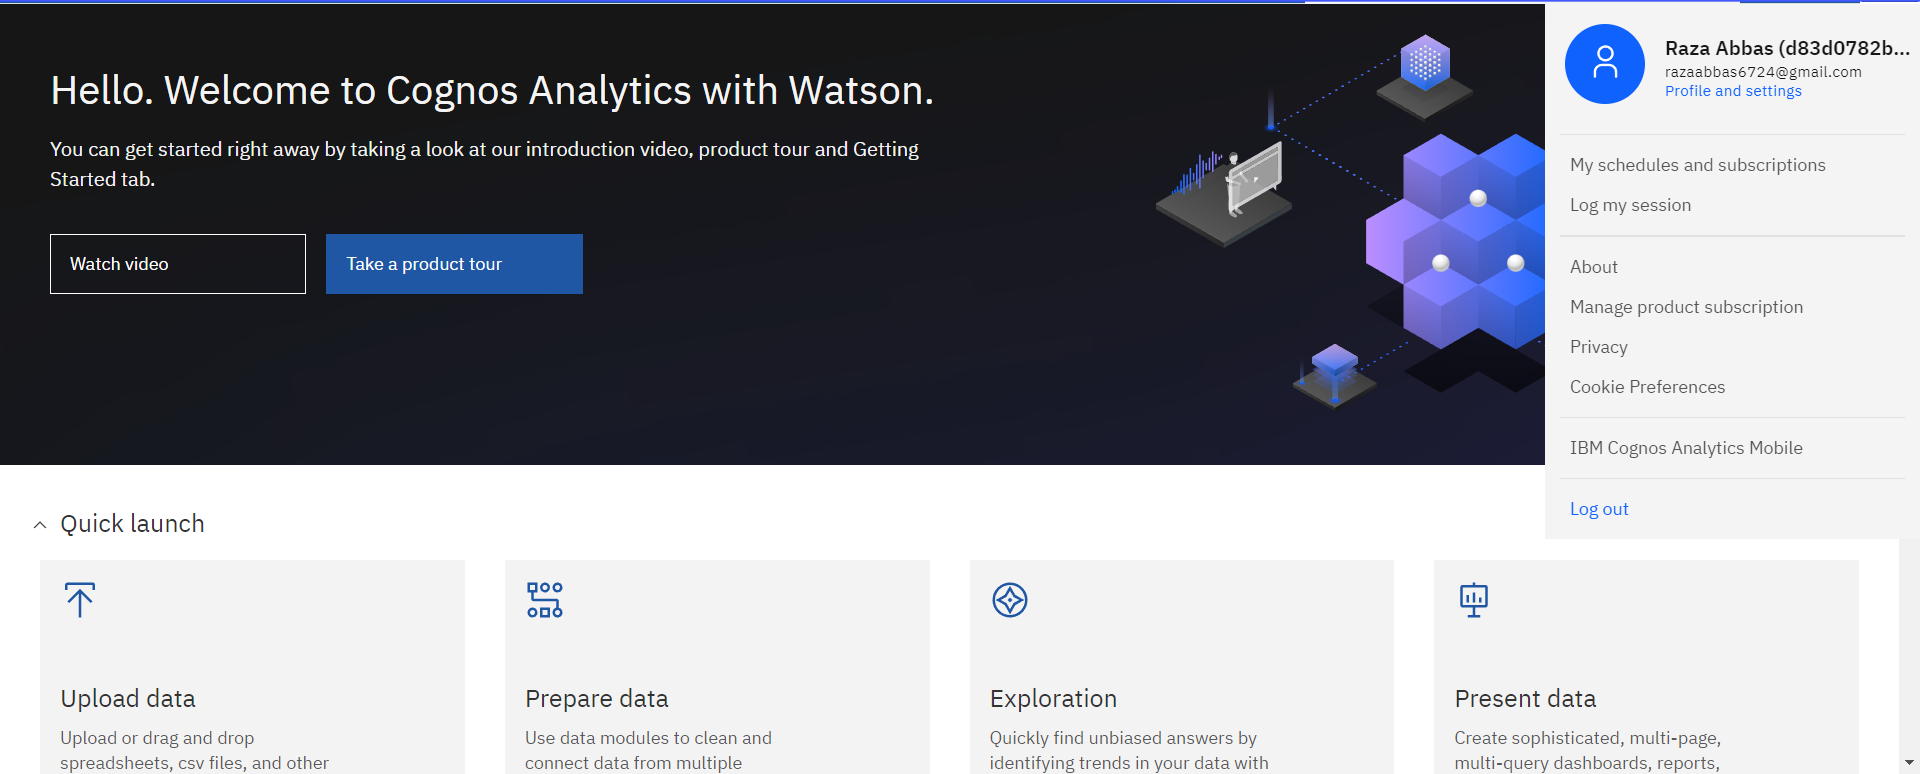 Hello. Welcome to Cognos Analytics with Watson.
You can get started right away by taking a look at our introduction video, product tour and Getting
Started tab.
Watch video
Take a product tour
Raza Abbas (d83d0782b...
razaabbas6724@gmail.com
Profile and settings
My schedules and subscriptions
Log my session
About
Manage product subscription
Privacy
Cookie Preferences
IBM Cognos Analytics Mobile
Log out
Quick launch
Upload data
Upload or drag and drop
spreadsheets, csv files, and other
Prepare data
Use data modules to clean and
connect data from multiple
Exploration
Quickly find unbiased answers by
identifying trends in your data with
Present data
Create sophisticated, multi-page,
multi-query dashboards, reports,